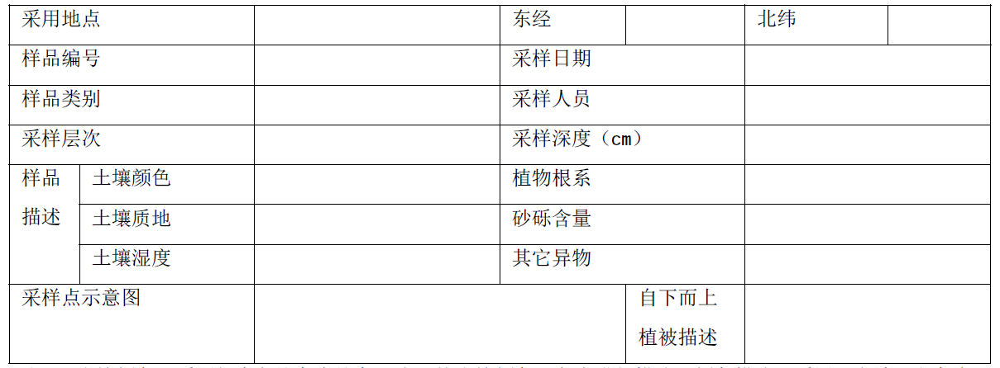 采用地点 东经 北纬
样品编号 采样日期
样品类别 采样人员
采样层次 采样深度（cm）
样品 土壤颜色 植物根系
描述 土壤质地 砂砾含量
土壤湿度 其它异物
采样点示意图 自下而上
植被描述